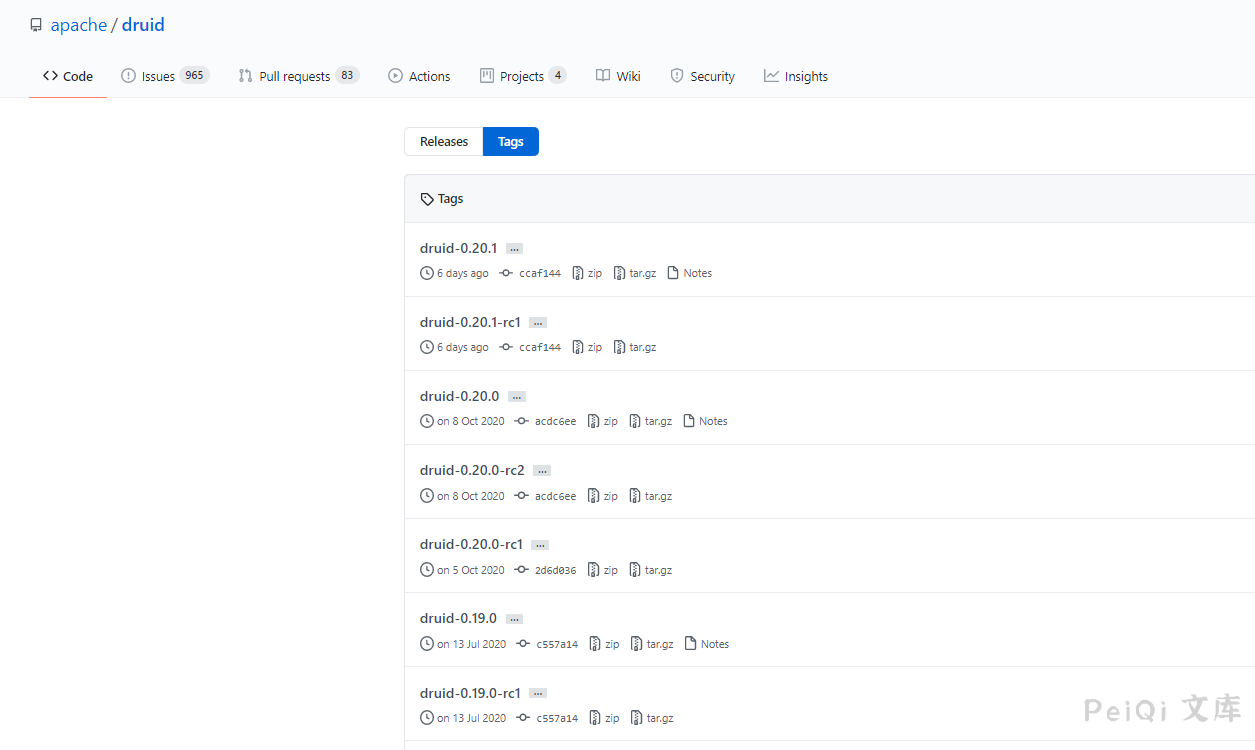 apache / druid
Code Issues 965 Pull requests 83 Actions Projects 4 Wiki Security Insights
Releases Tags
Tags
druid-0.20.1 ...
6 days ago ccaf144 zip tar.gz Notes
druid-0.20.1-rc1 ...
6 days ago ccaf144 zip tar.gz
druid-0.20.0 ...
on 8 Oct 2020 acdc6ee zip tar.gz Notes
druid-0.20.0-rc2 ...
on 8 Oct 2020 acdc6ee zip tar.gz
druid-0.20.0-rc1 ...
on 5 Oct 2020 2d6d036 zip tar.gz
druid-0.19.0 ...
on 13 Jul 2020 c557a14 zip tar.gz Notes
druid-0.19.0-rc1 ...
on 13 Jul 2020 c557a14 zip tar.gz
PeiQi 文库